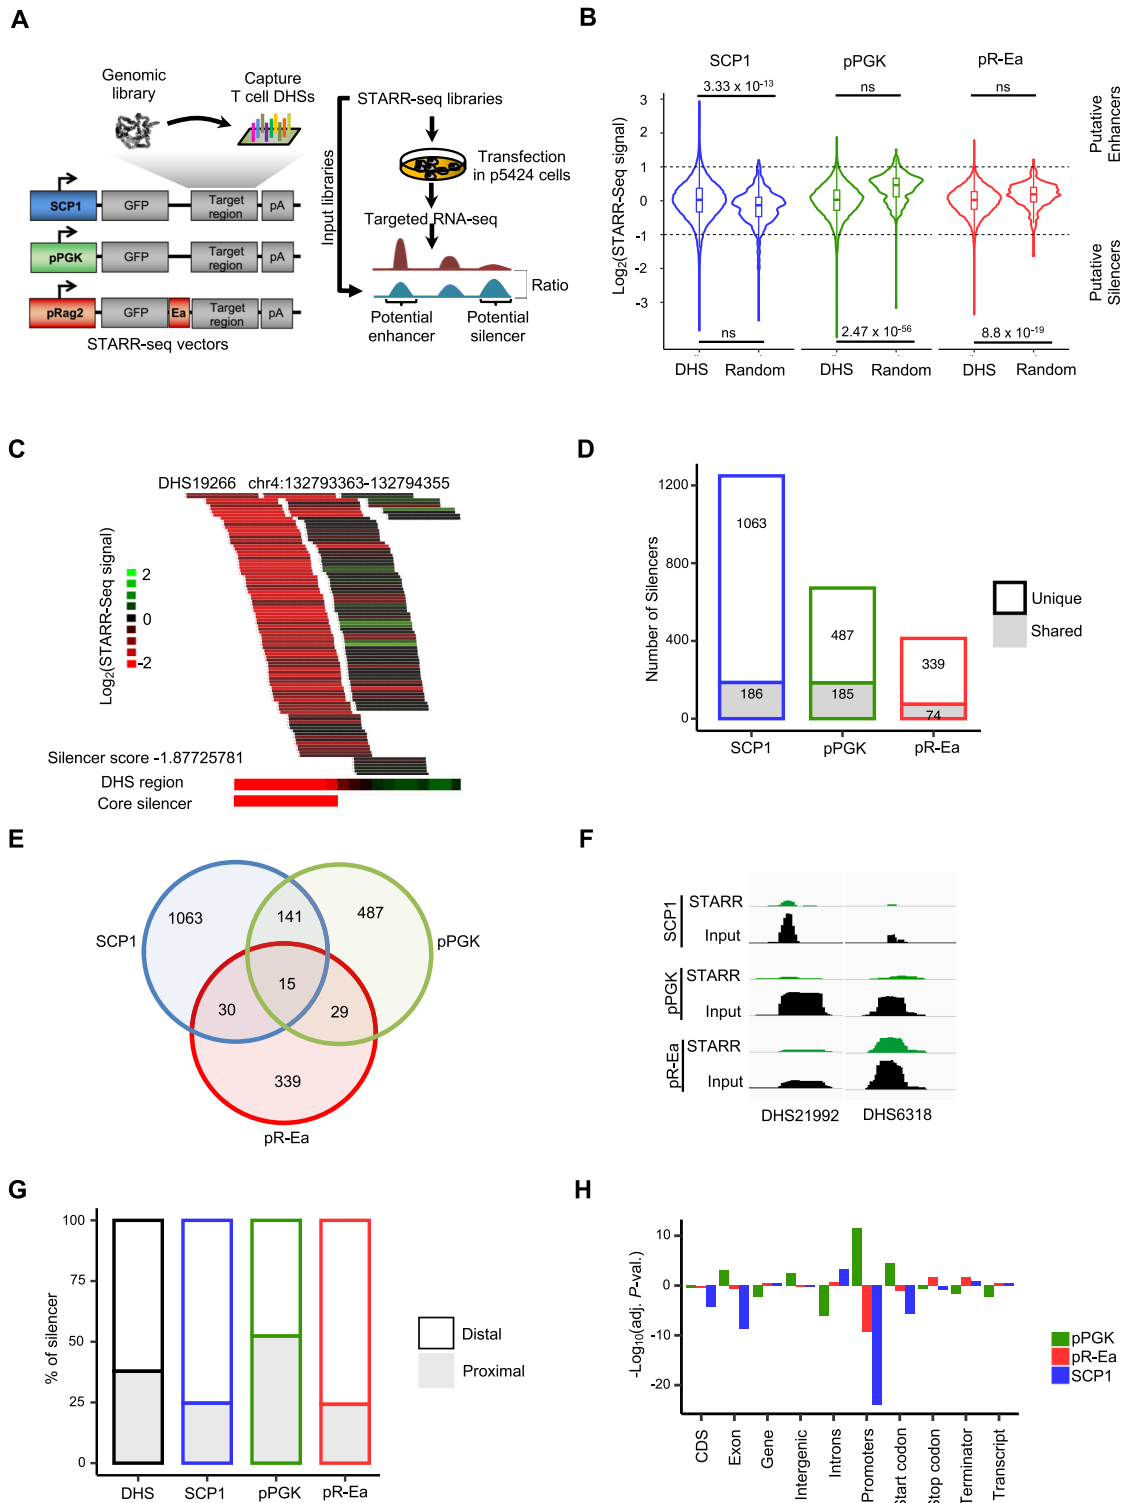 A
Genomic library
Capture T cell DHSs
SCP1
GFP
Target region
pA
pPGK
GFP
Target region
pA
pRag2
GFP
Ea
Target region
pA
STARR-seq vectors
STARR-seq libraries
Input libraries
Transfection in p5424 cells
Targeted RNA-seq
Ratio
Potential enhancer
Potential silencer
B
SCP1
pPGK
pR-Ea
3.33 x 10⁻¹³
ns
ns
Log₂(STARR-Seq signal)
3
2
1
0
-1
-2
-3
ns
2.47 x 10⁻⁵⁶
8.8 x 10⁻¹⁹
DHS
Random
DHS
Random
DHS
Random
Putative Enhancers
Putative Silencers
C
DHS19266 chr4:132793363-132794355
Log₂(STARR-Seq signal)
2
0
-2
Silencer score -1.87725781
DHS region
Core silencer
D
Number of Silencers
1200
800
400
0
1063
186
487
185
339
74
SCP1
pPGK
pR-Ea
Unique
Shared
E
SCP1
pPGK
pR-Ea
1063
141
487
15
30
29
339
F
SCP1
STARR
Input
pPGK
STARR
Input
pR-Ea
STARR
Input
DHS21992
DHS6318
G
% of silencer
100
75
50
25
0
DHS
SCP1
pPGK
pR-Ea
Distal
Proximal
H
-Log₁₀(adj. P-val.)
10
0
-10
-20
CDS
Exon
Gene
Intergenic
Introns
Promoters
Start codon
Stop codon
Terminator
Transcript
pPGK
pR-Ea
SCP1